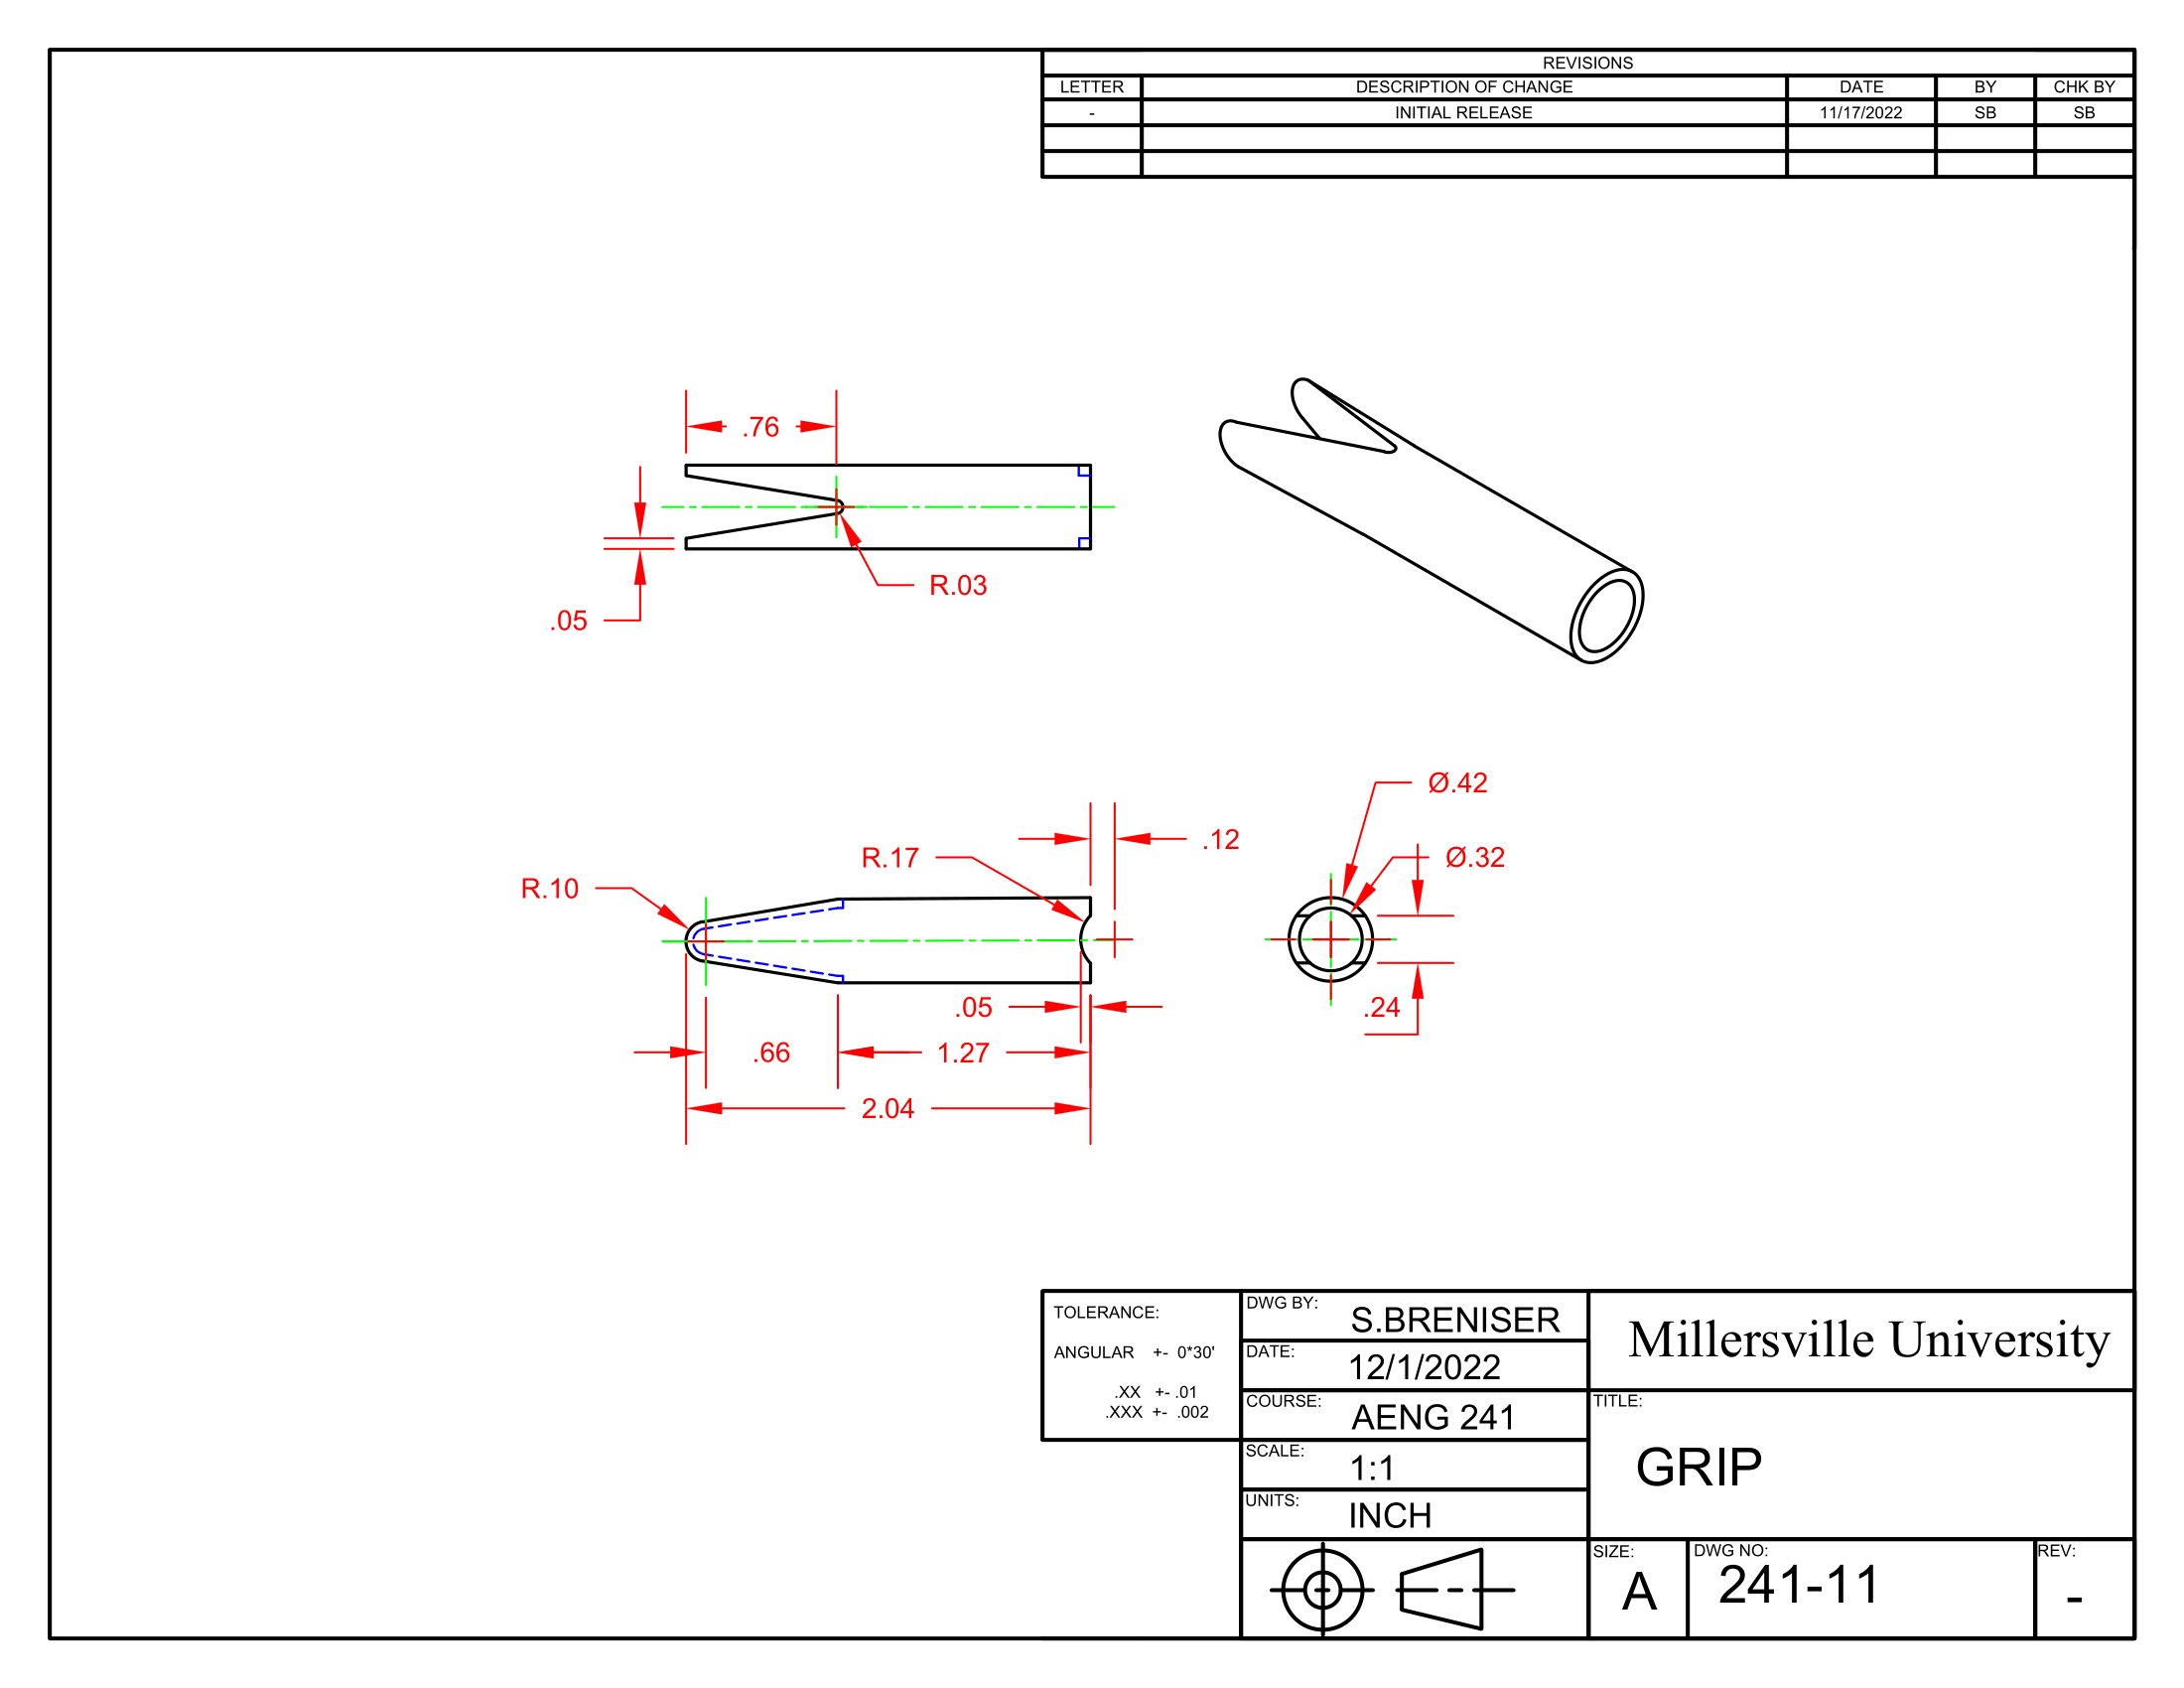 REVISIONS
LETTER DESCRIPTION OF CHANGE DATE BY CHK BY
- INITIAL RELEASE 11/17/2022 SB SB
.76
R.03
.05
Ø.42
.12
R.17
Ø.32
R.10
.05
.24
.66
1.27
2.04
TOLERANCE:
ANGULAR +- 0*30'
.XX +- .01
.XXX +- .002
DWG BY: S.BRENISER
DATE: 12/1/2022
COURSE: AENG 241
SCALE: 1:1
UNITS: INCH
Millersville University
TITLE:
GRIP
SIZE: A
DWG NO: 241-11
REV: -